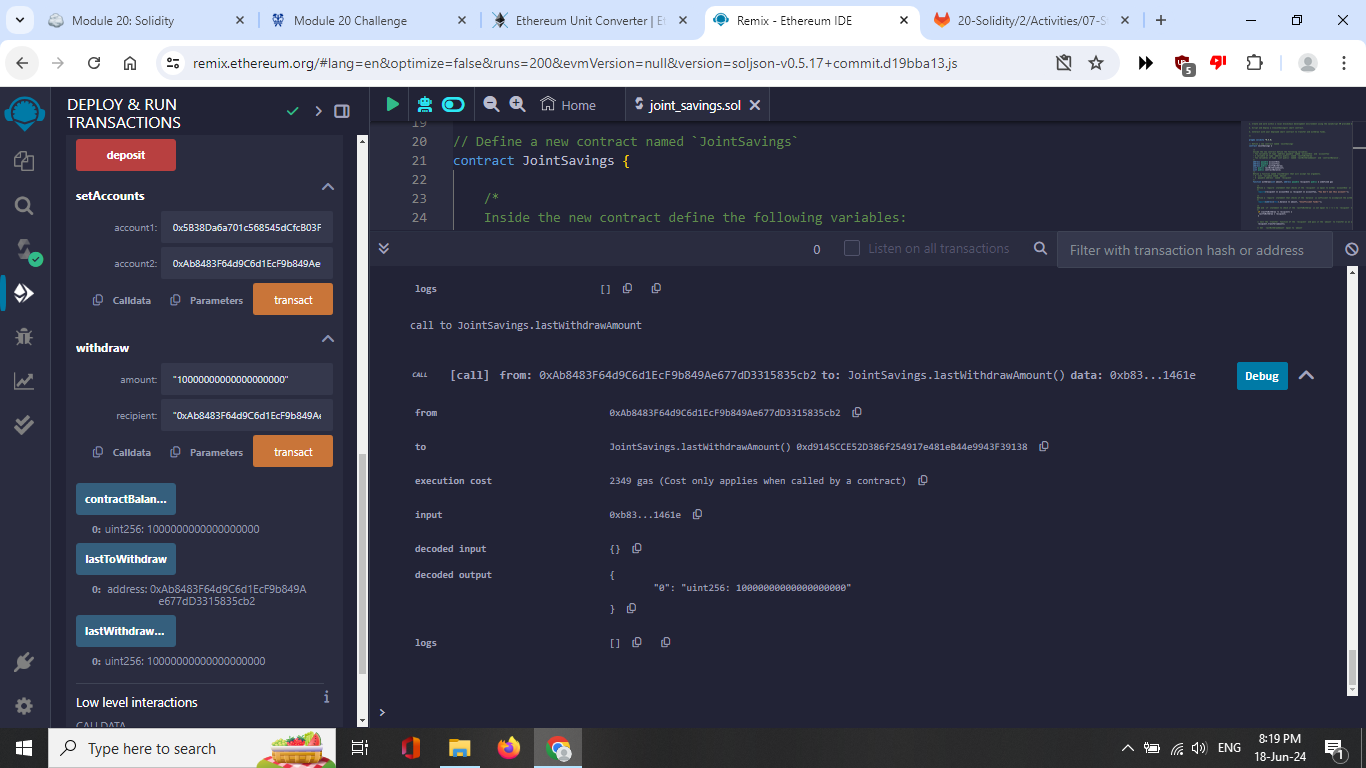 Module 20: Solidity
Module 20 Challenge
Ethereum Unit Converter | Et
Remix - Ethereum IDE
20-Solidity/2/Activities/07-S
remix.ethereum.org/#lang=en&optimize=false&runs=200&evmVersion=null&version=soljson-v0.5.17+commit.d19bba13.js
5
DEPLOY & RUN
TRANSACTIONS
Home
joint_savings.sol
deposit
setAccounts
account1: 0x5B38Da6a701c568545dCfcB03F
account2: 0xAb8483F64d9C6d1EcF9b849Ae
Calldata Parameters transact
withdraw
amount: "10000000000000000000"
recipient: "0xAb8483F64d9C6d1EcF9b849Ae
Calldata Parameters transact
contractBalan...
0: uint256: 1000000000000000000
lastToWithdraw
0: address: 0xAb8483F64d9C6d1EcF9b849A
e677dD3315835cb2
lastWithdraw...
0: uint256: 10000000000000000000
Low level interactions
i
CALLDATA
19
20 // Define a new contract named `JointSavings`
21 contract JointSavings {
22
23 /*
24 Inside the new contract define the following variables:
0
Listen on all transactions
Filter with transaction hash or address
logs [] 
call to JointSavings.lastWithdrawAmount
CALL [call] from: 0xAb8483F64d9C6d1EcF9b849Ae677dD3315835cb2 to: JointSavings.lastWithdrawAmount() data: 0xb83...1461e
Debug
from 0xAb8483F64d9C6d1EcF9b849Ae677dD3315835cb2
to JointSavings.lastWithdrawAmount() 0xd9145CCE52D386f254917e481eB44e9943F39138
execution cost 2349 gas (Cost only applies when called by a contract)
input 0xb83...1461e
decoded input {}
decoded output {
"0": "uint256: 10000000000000000000"
}
logs []
>
Type here to search
ENG
8:19 PM
18-Jun-24
1